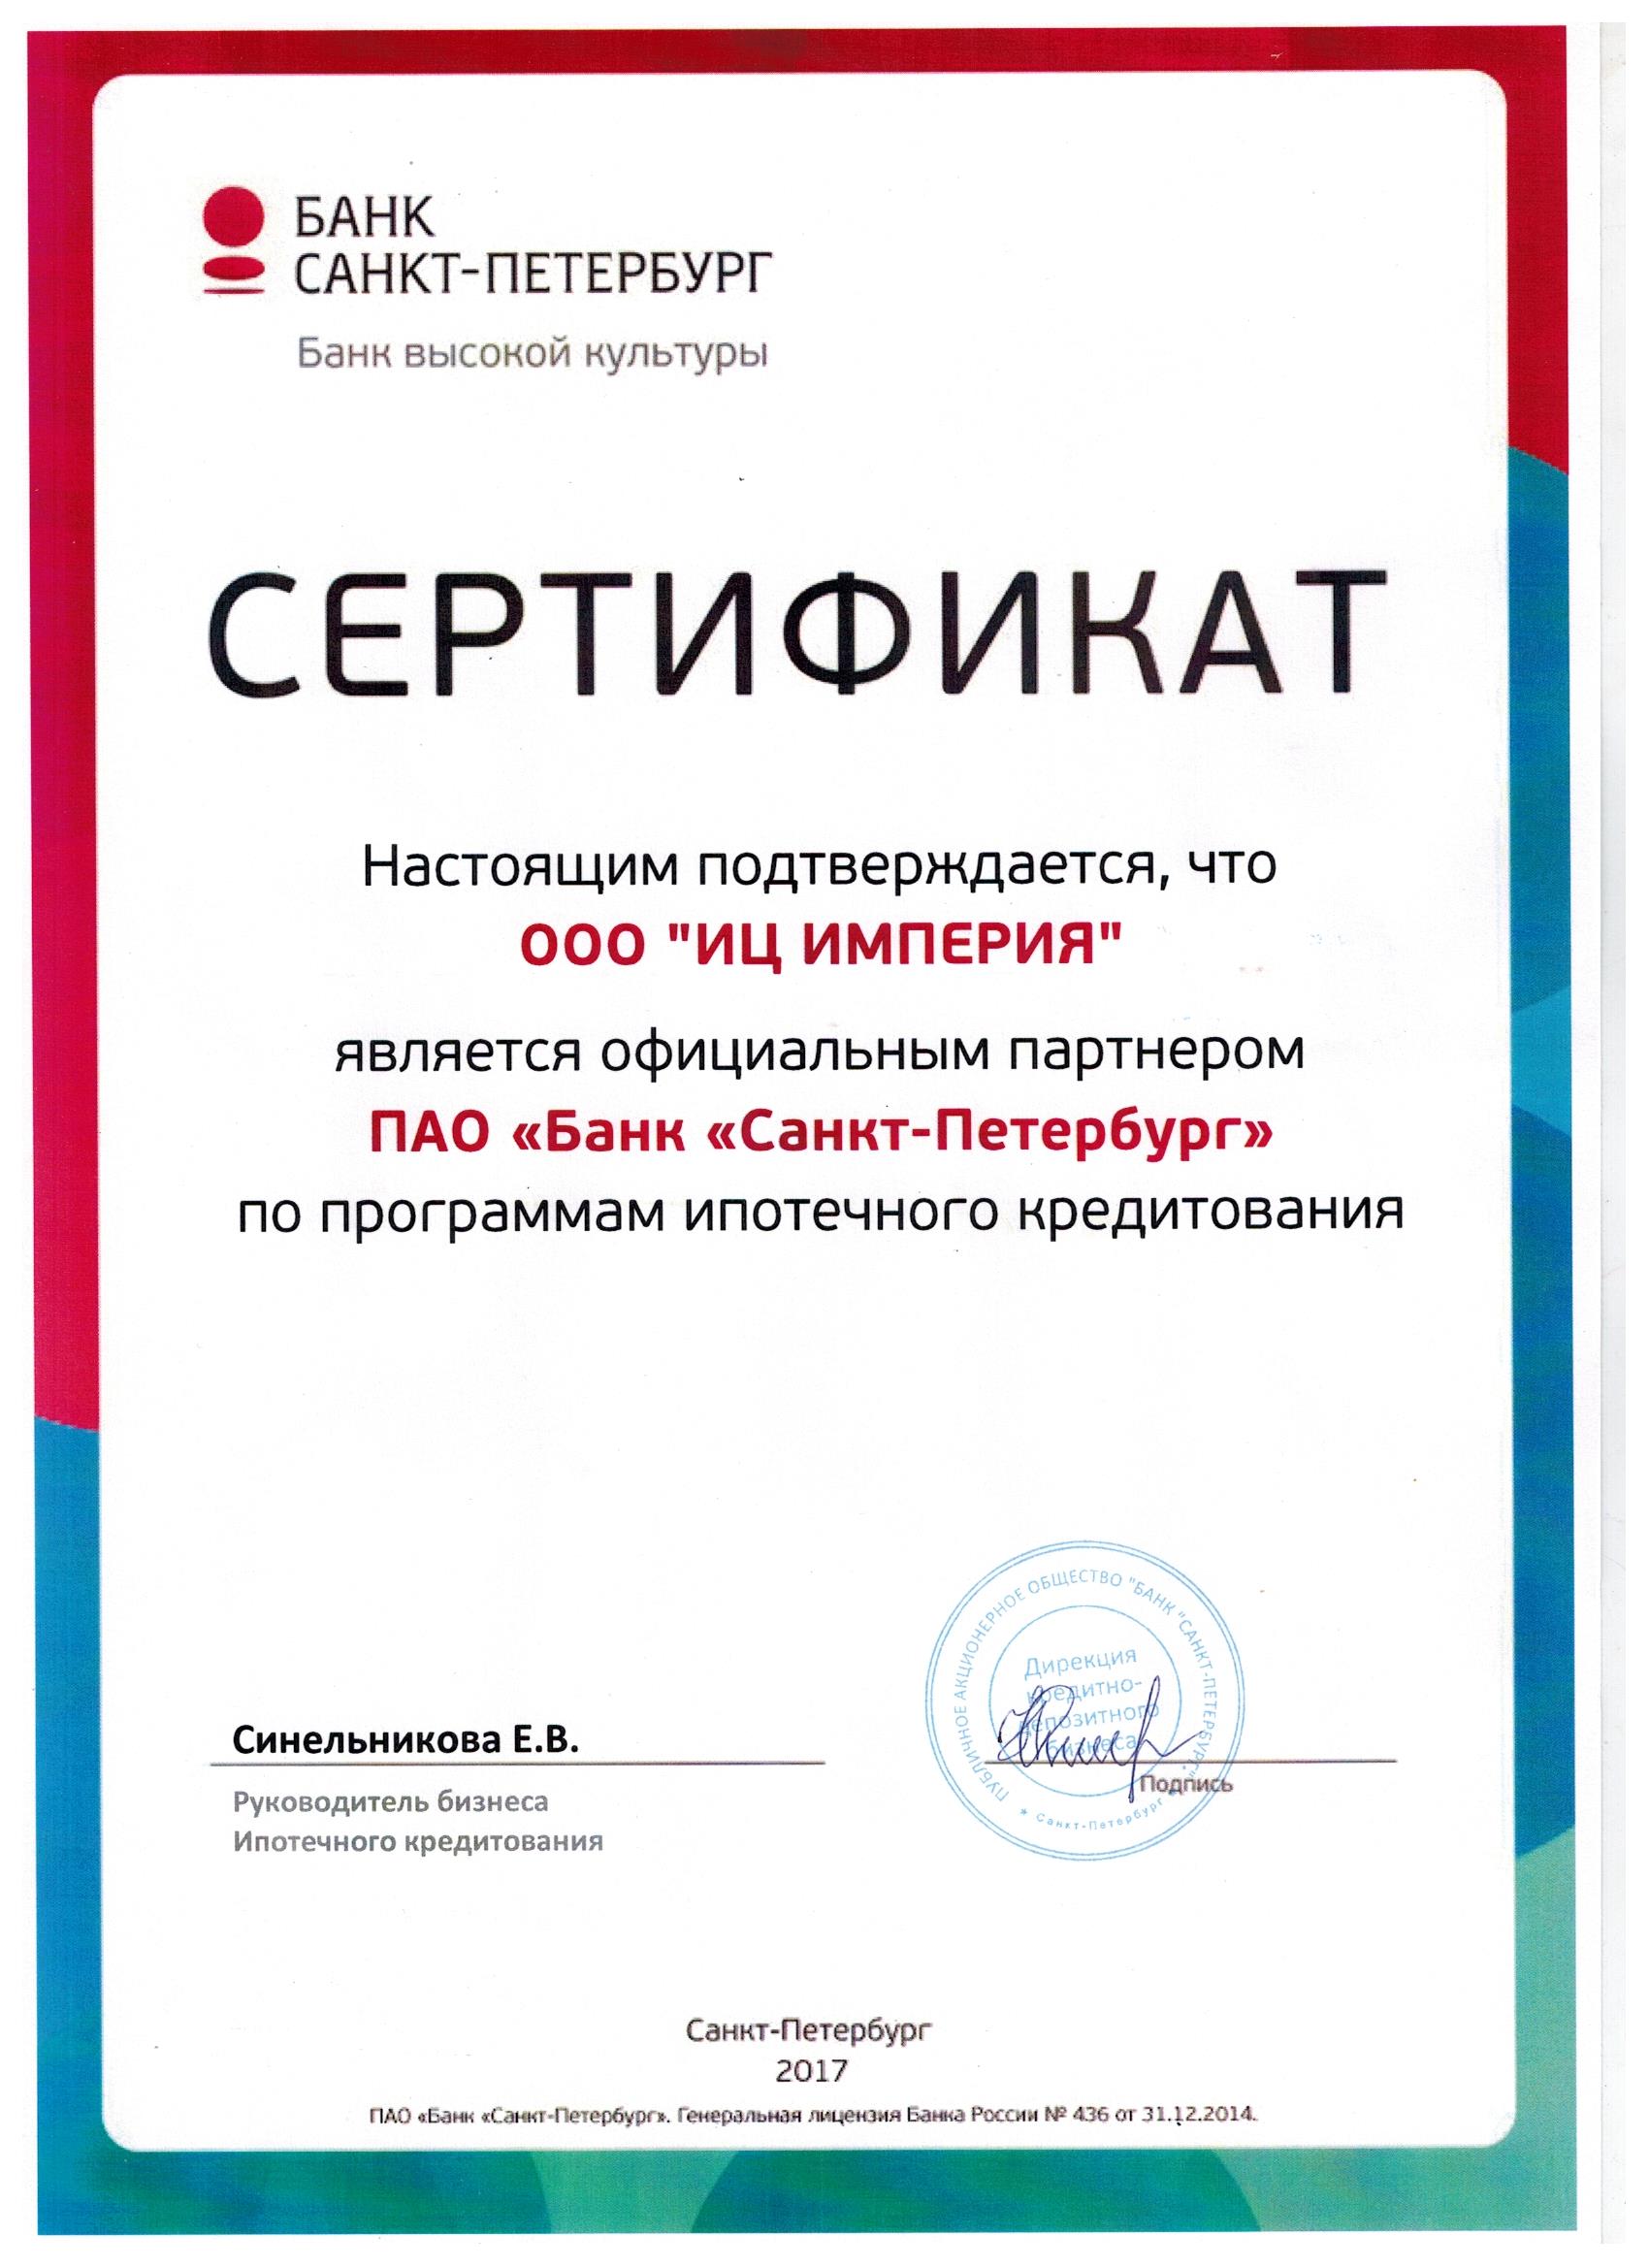 БАНК
САНКТ-ПЕТЕРБУРГ
Банк высокой культуры
СЕРТИФИКАТ
Настоящим подтверждается, что
ООО "ИЦ ИМПЕРИЯ"
является официальным партнером
ПАО «Банк «Санкт-Петербург»
по программам ипотечного кредитования
ПУБЛИЧНОЕ АКЦИОНЕРНОЕ ОБЩЕСТВО "БАНК "САНКТ-ПЕТЕРБУРГ"
Дирекция
кредитно-
депозитного
бизнеса
* Санкт-Петербург
Синельникова Е.В.
Подпись
Руководитель бизнеса
Ипотечного кредитования
Санкт-Петербург
2017
ПАО «Банк «Санкт-Петербург». Генеральная лицензия Банка России № 436 от 31.12.2014.